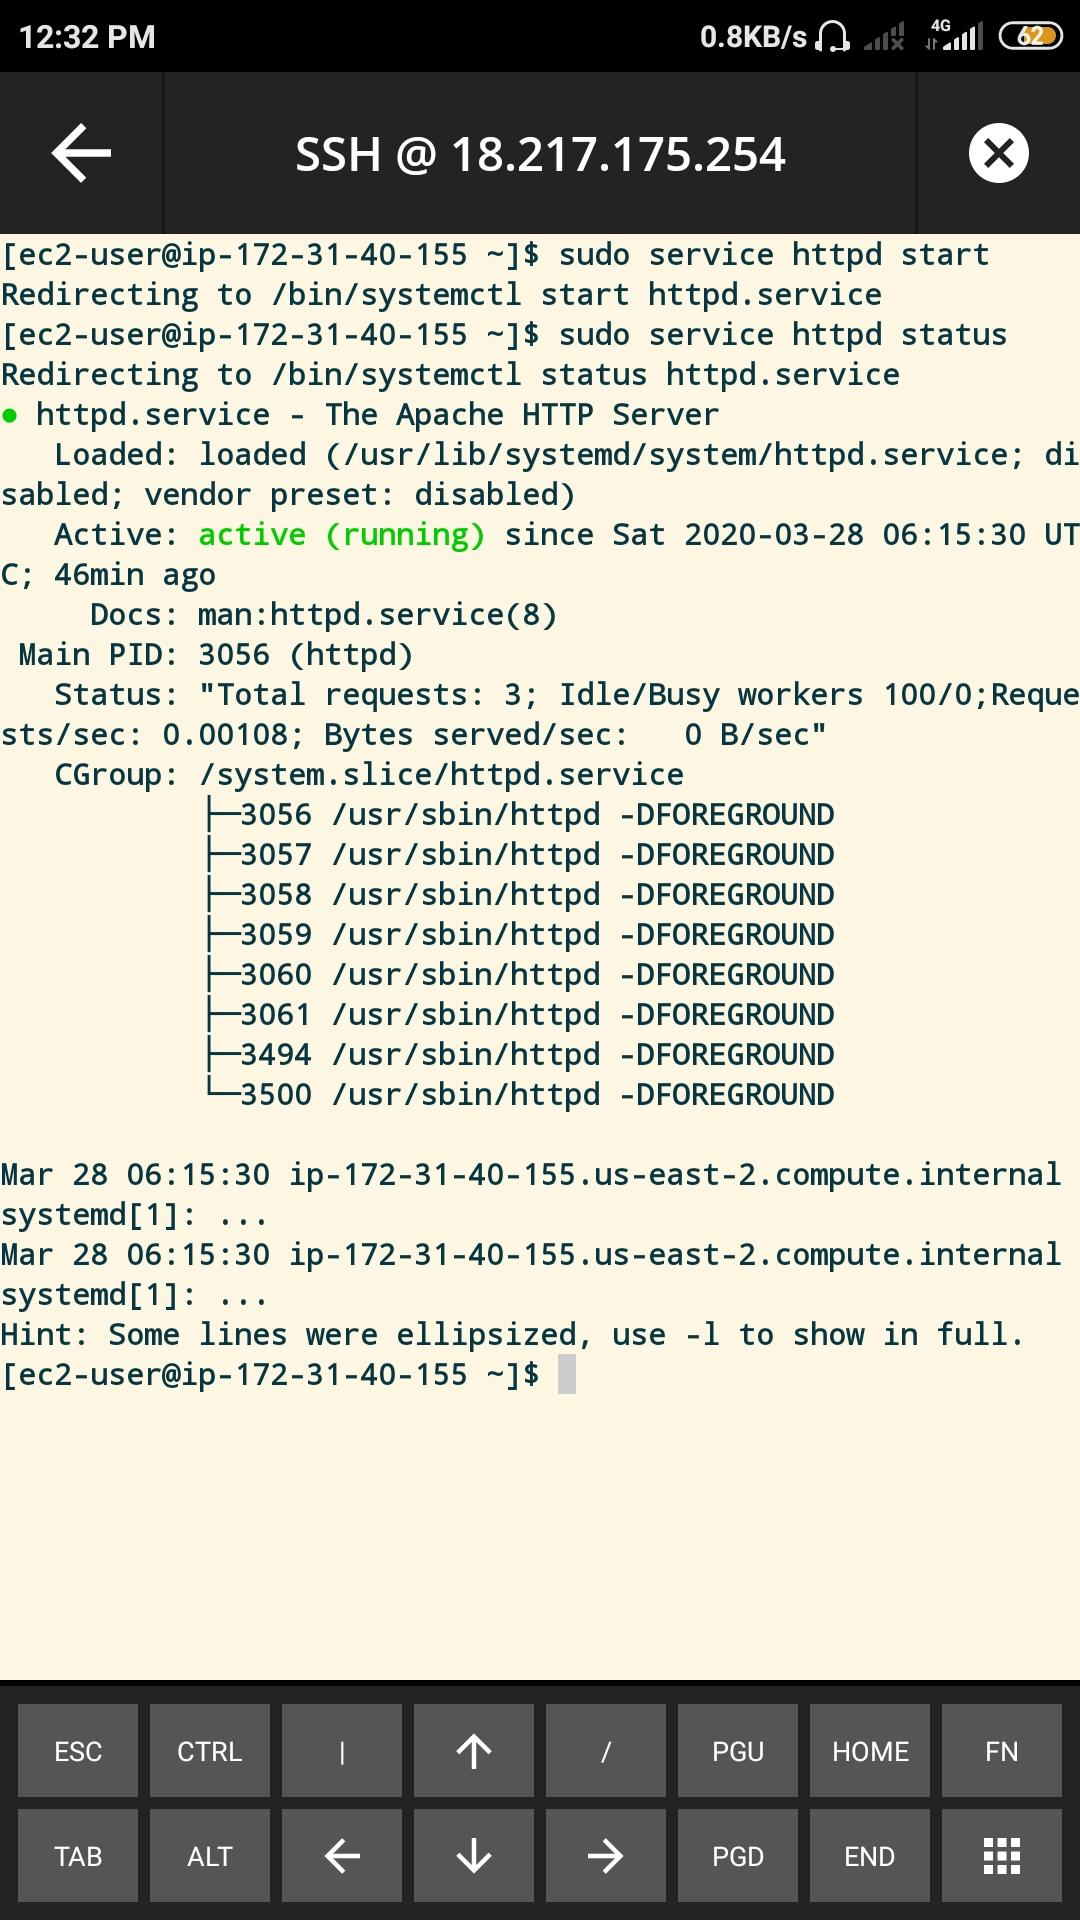 12:32 PM 0.8KB/s 4G 62
SSH @ 18.217.175.254
[ec2-user@ip-172-31-40-155 ~]$ sudo service httpd start
Redirecting to /bin/systemctl start httpd.service
[ec2-user@ip-172-31-40-155 ~]$ sudo service httpd status
Redirecting to /bin/systemctl status httpd.service
● httpd.service - The Apache HTTP Server
   Loaded: loaded (/usr/lib/systemd/system/httpd.service; di
sabled; vendor preset: disabled)
   Active: active (running) since Sat 2020-03-28 06:15:30 UT
C; 46min ago
     Docs: man:httpd.service(8)
 Main PID: 3056 (httpd)
   Status: "Total requests: 3; Idle/Busy workers 100/0;Reque
sts/sec: 0.00108; Bytes served/sec:   0 B/sec"
   CGroup: /system.slice/httpd.service
           ├─3056 /usr/sbin/httpd -DFOREGROUND
           ├─3057 /usr/sbin/httpd -DFOREGROUND
           ├─3058 /usr/sbin/httpd -DFOREGROUND
           ├─3059 /usr/sbin/httpd -DFOREGROUND
           ├─3060 /usr/sbin/httpd -DFOREGROUND
           ├─3061 /usr/sbin/httpd -DFOREGROUND
           ├─3494 /usr/sbin/httpd -DFOREGROUND
           └─3500 /usr/sbin/httpd -DFOREGROUND
Mar 28 06:15:30 ip-172-31-40-155.us-east-2.compute.internal
systemd[1]: ...
Mar 28 06:15:30 ip-172-31-40-155.us-east-2.compute.internal
systemd[1]: ...
Hint: Some lines were ellipsized, use -l to show in full.
[ec2-user@ip-172-31-40-155 ~]$
ESC CTRL | ↑ / PGU HOME FN
TAB ALT ← ↓ → PGD END